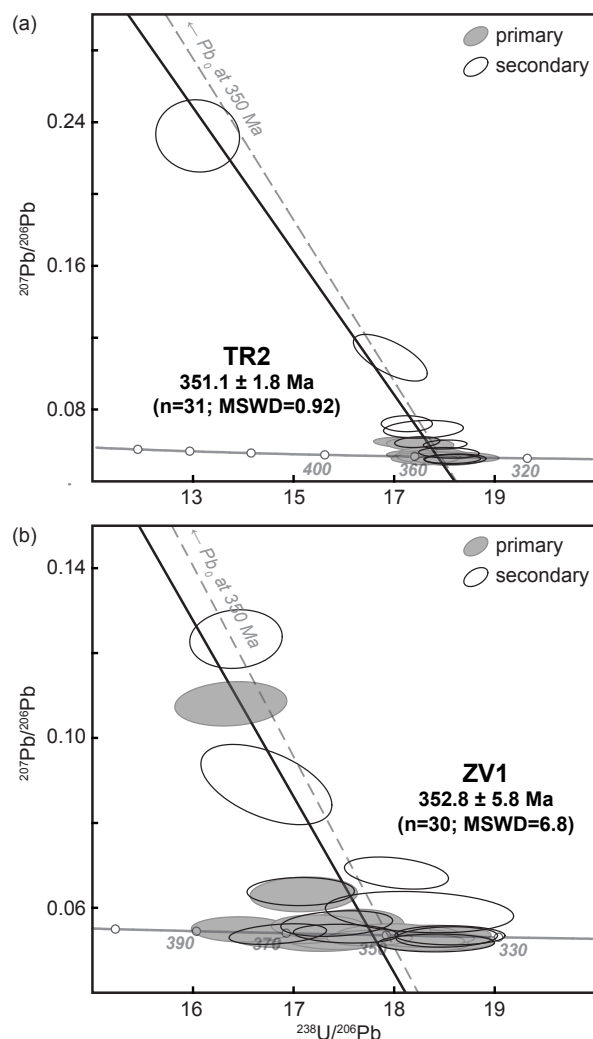 (a)
primary
secondary
← Pb₀ at 350 Ma
0.24
0.16
0.08
²⁰⁷Pb/²⁰⁶Pb
TR2
351.1 ± 1.8 Ma
(n=31; MSWD=0.92)
400
360
320
13
15
17
19
(b)
primary
secondary
← Pb₀ at 350 Ma
0.14
0.10
0.06
²⁰⁷Pb/²⁰⁶Pb
ZV1
352.8 ± 5.8 Ma
(n=30; MSWD=6.8)
390
370
350
330
16
17
18
19
²³⁸U/²⁰⁶Pb